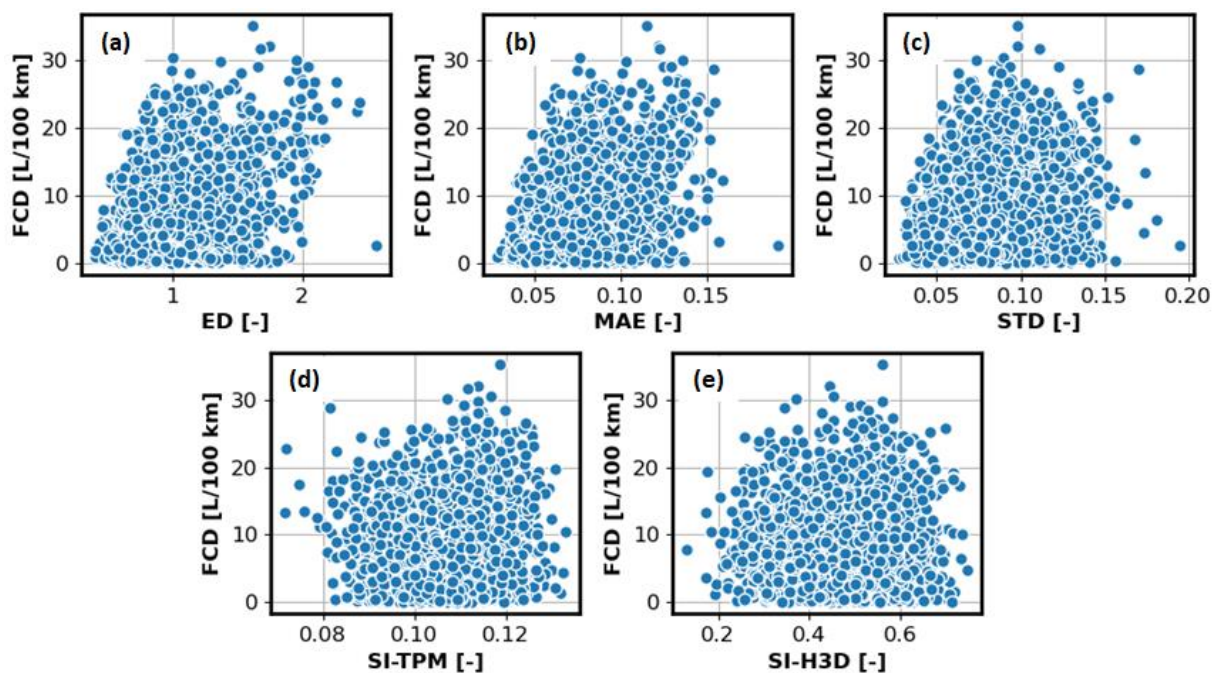 (a) (b) (c)
30
20
10
0
FCD [L/100 km]
1 2
ED [-]
30
20
10
0
FCD [L/100 km]
0.05 0.10 0.15
MAE [-]
30
20
10
0
FCD [L/100 km]
0.05 0.10 0.15 0.20
STD [-]
(d) (e)
30
20
10
0
FCD [L/100 km]
0.08 0.10 0.12
SI-TPM [-]
30
20
10
0
FCD [L/100 km]
0.2 0.4 0.6
SI-H3D [-]